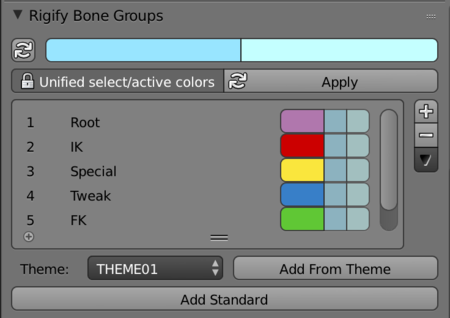 Rigify Bone Groups
Unified select/active colors Apply
1 Root
2 IK
3 Special
4 Tweak
5 FK
Theme: THEME01 Add From Theme
Add Standard